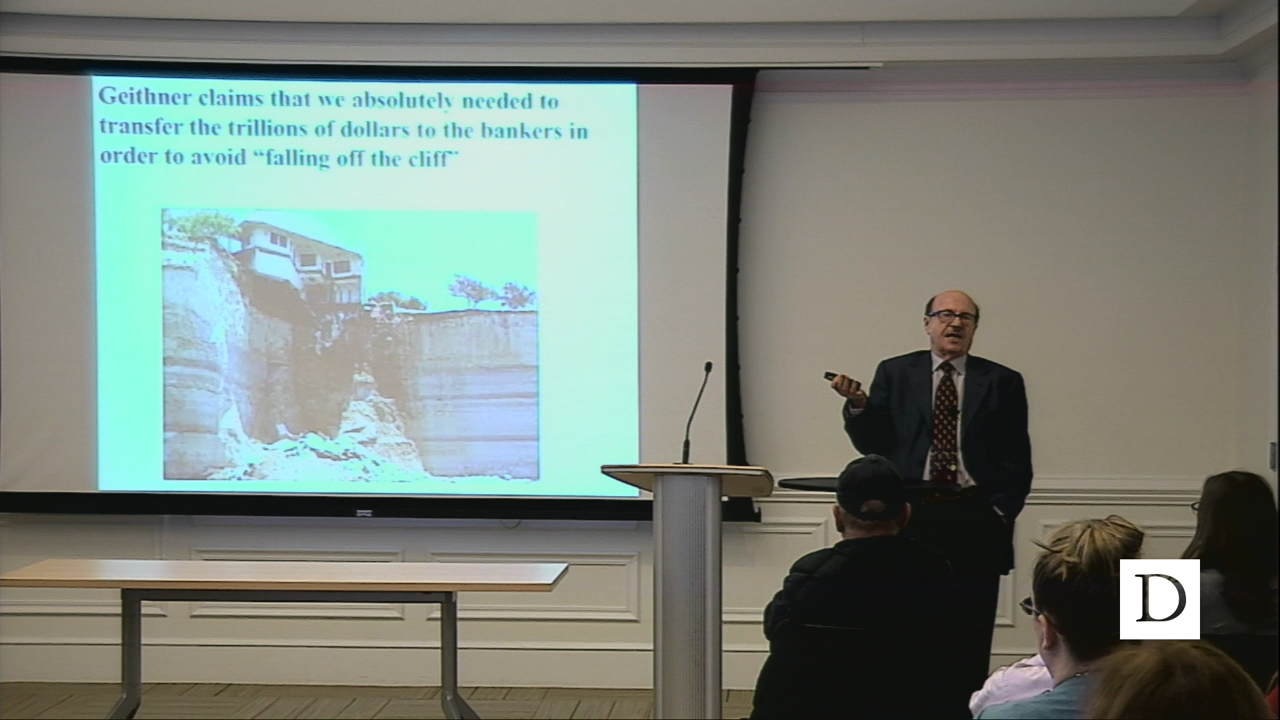 Geithner claims that we absolutely needed to
transfer the trillions of dollars to the bankers in
order to avoid “falling off the cliff”
D